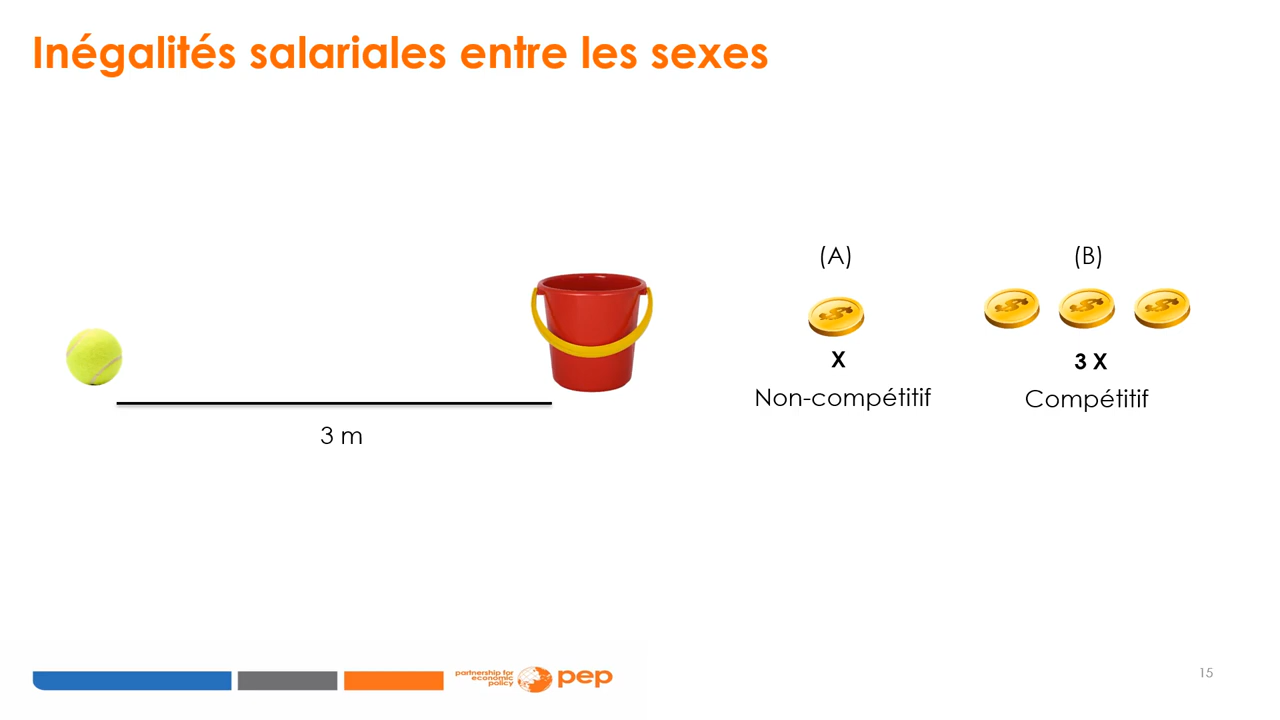 Inégalités salariales entre les sexes
(A)
(B)
X
3 X
Non-compétitif
Compétitif
3 m
partnership for
economic
policy
pep
15